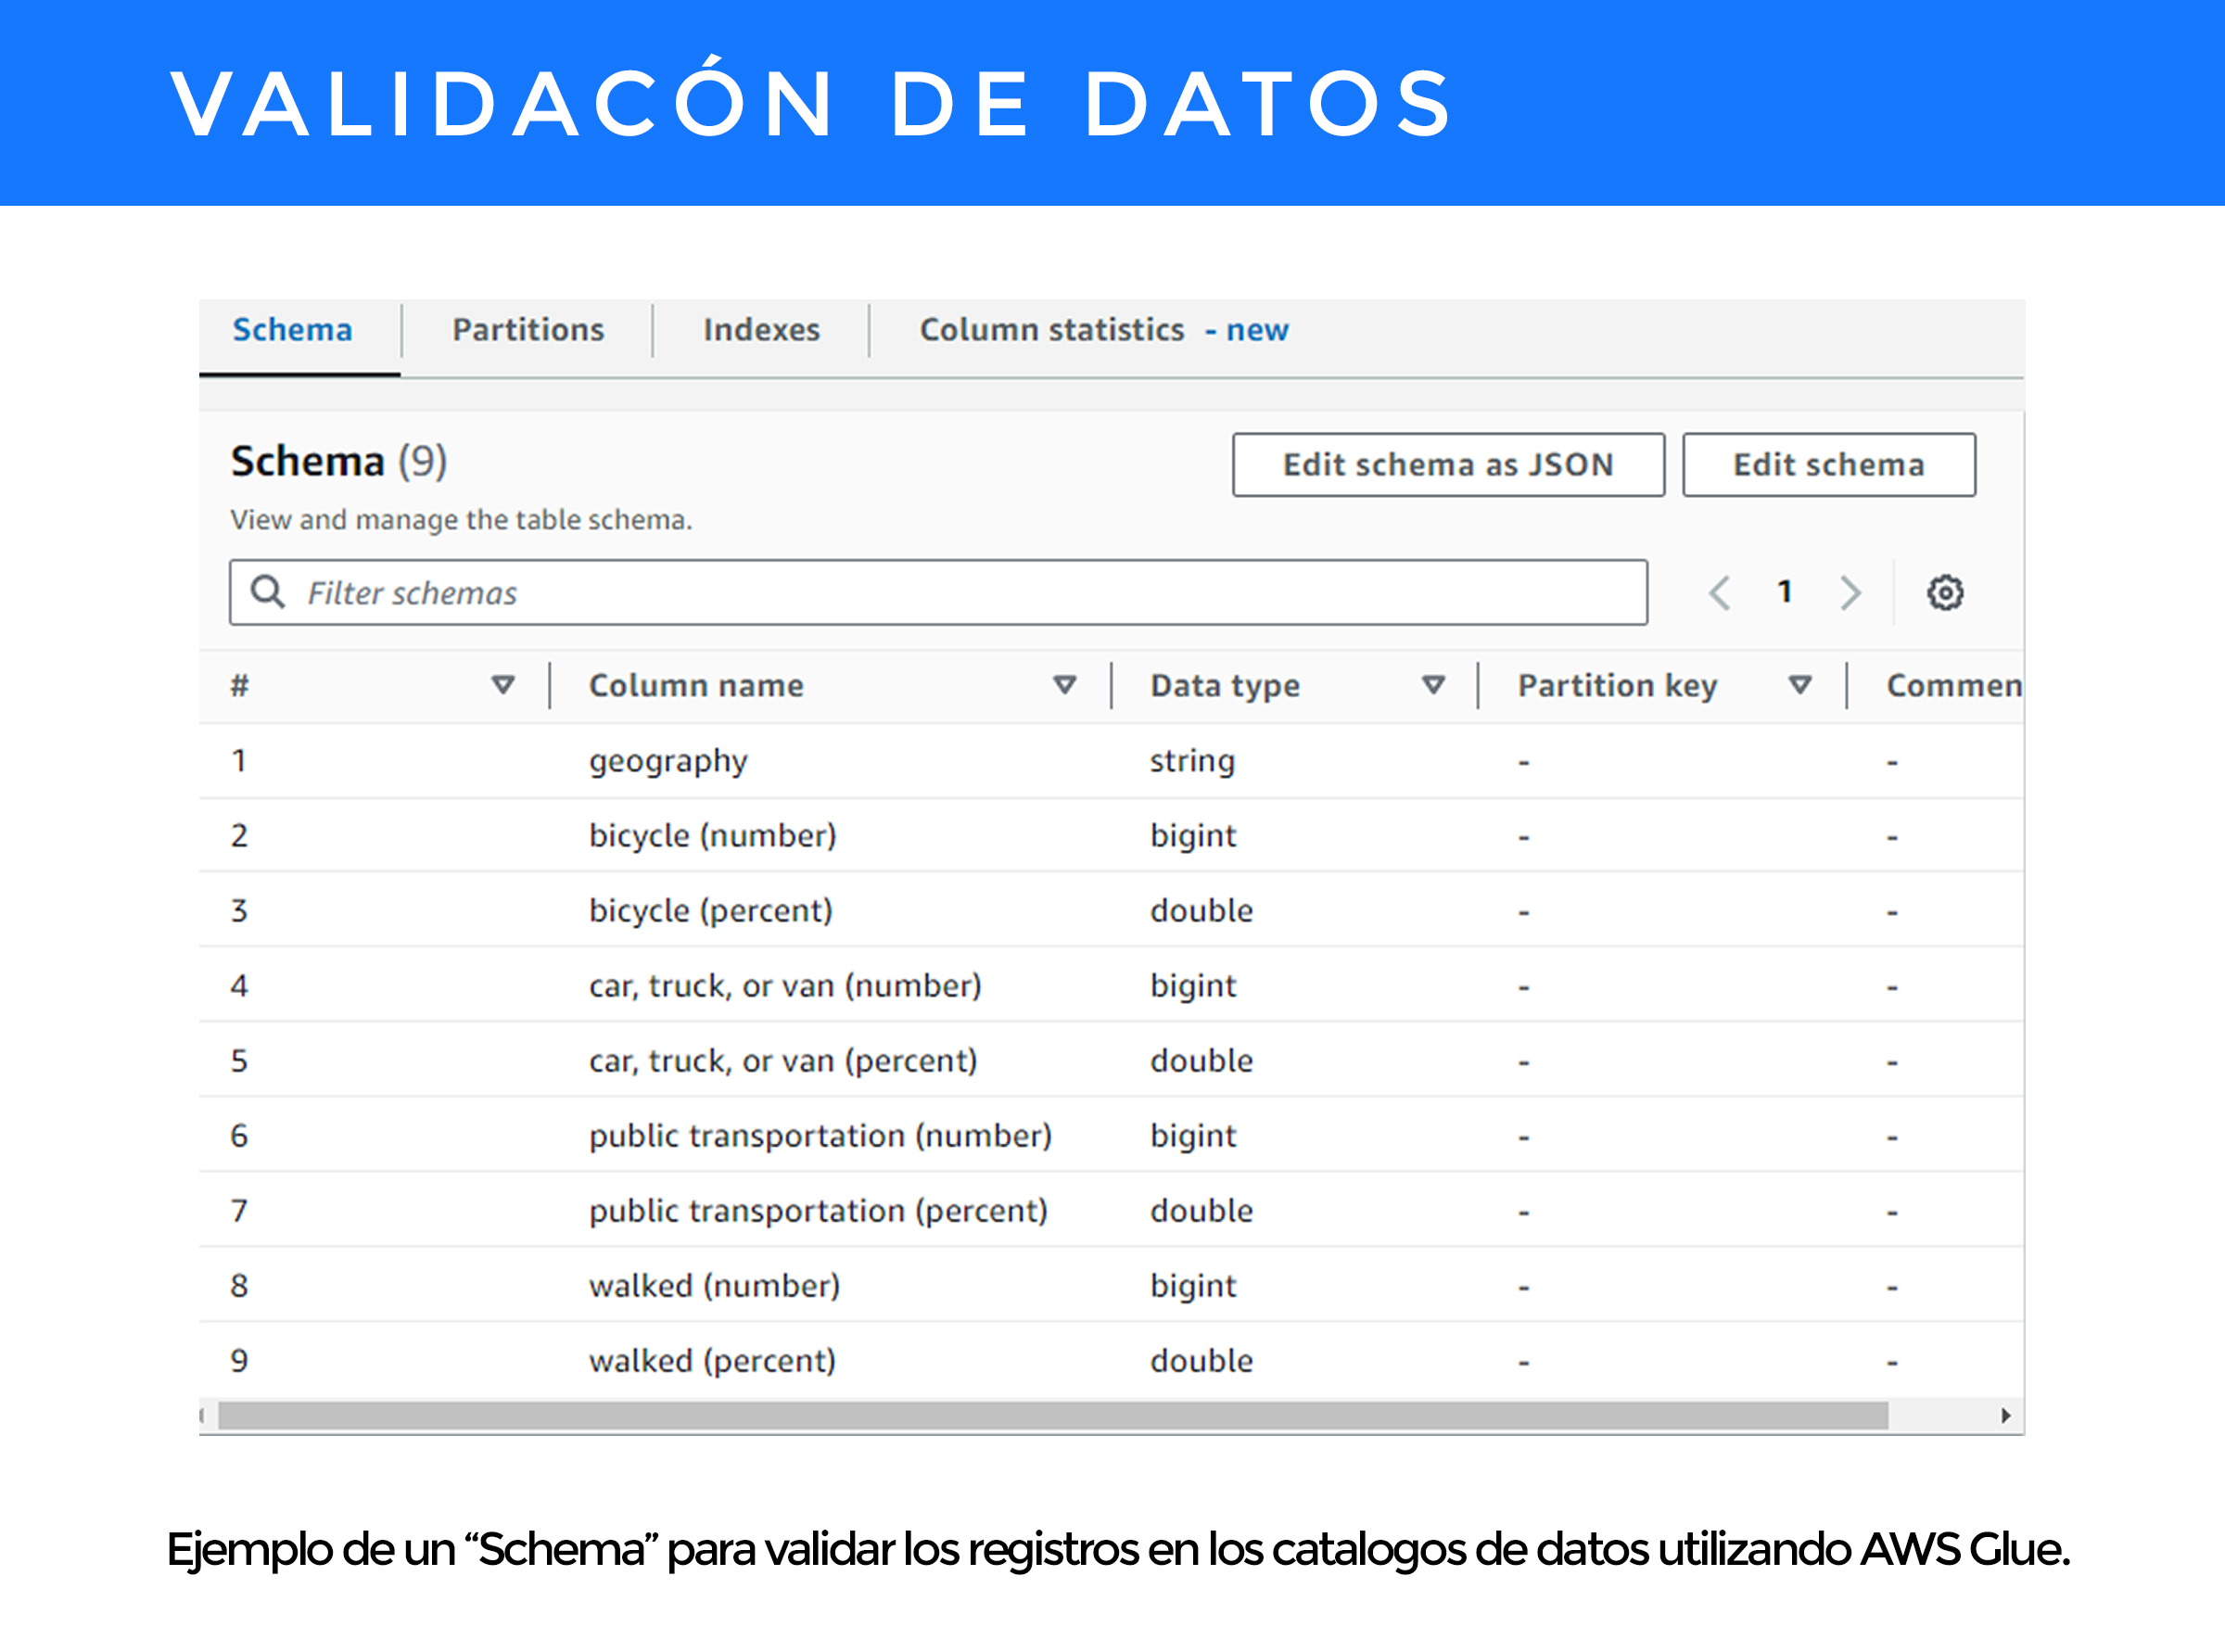 VALIDACÓN DE DATOS
Schema Partitions Indexes Column statistics - new
Schema (9) Edit schema as JSON Edit schema
View and manage the table schema.
Filter schemas 1
# Column name Data type Partition key Commen
1 geography string - -
2 bicycle (number) bigint - -
3 bicycle (percent) double - -
4 car, truck, or van (number) bigint - -
5 car, truck, or van (percent) double - -
6 public transportation (number) bigint - -
7 public transportation (percent) double - -
8 walked (number) bigint - -
9 walked (percent) double - -
Ejemplo de un “Schema” para validar los registros en los catalogos de datos utilizando AWS Glue.